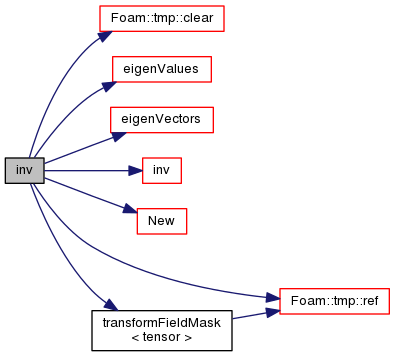 Foam::tmp::clear
eigenValues
eigenVectors
inv
inv
New
Foam::tmp::ref
transformFieldMask
< tensor >